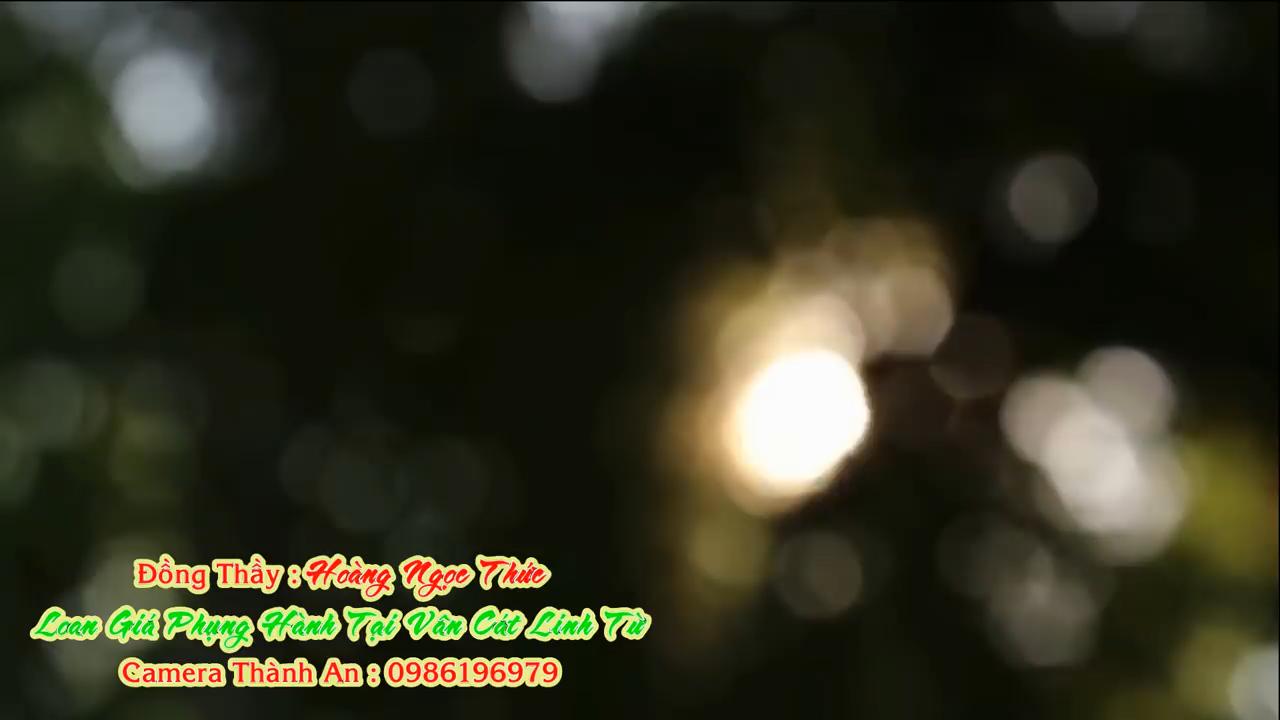 Đồng Thầy : Hoàng Ngọc Thức
Loan Giá Phụng Hành Tại Vân Cát Linh Từ
Camera Thành An : 0986196979